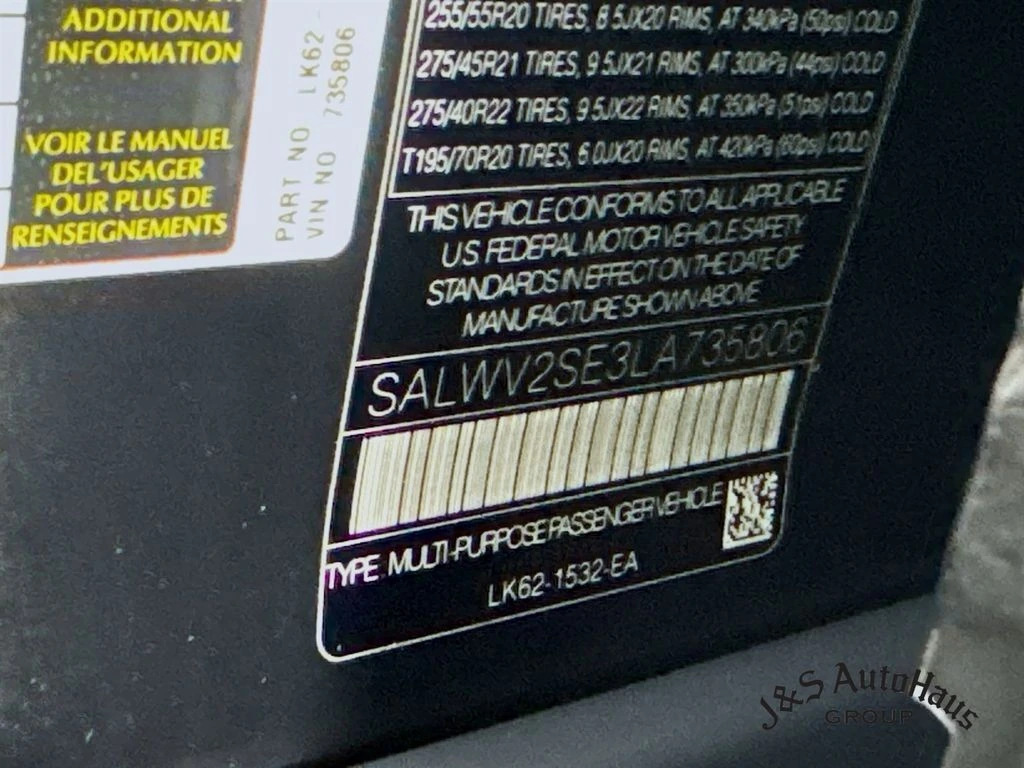 ADDITIONAL
INFORMATION
VOIR LE MANUEL
DE L'USAGER
POUR PLUS DE
RENSEIGNEMENTS
PART NO LK62-
VIN NO 735806
255/55R20 TIRES, 8.5JX20 RIMS, AT 340kPa (50psi) COLD
275/45R21 TIRES, 9.5JX21 RIMS, AT 300kPa (44psi) COLD
275/40R22 TIRES, 9.5JX22 RIMS, AT 350kPa (51psi) COLD
T195/70R20 TIRES, 6.0JX20 RIMS, AT 420kPa (60psi) COLD
THIS VEHICLE CONFORMS TO ALL APPLICABLE
U.S. FEDERAL MOTOR VEHICLE SAFETY
STANDARDS IN EFFECT ON THE DATE OF
MANUFACTURE SHOWN ABOVE
SALWV2SE3LA735806
TYPE: MULTI-PURPOSE PASSENGER VEHICLE
LK62-1532-EA
J&S AutoHaus
GROUP